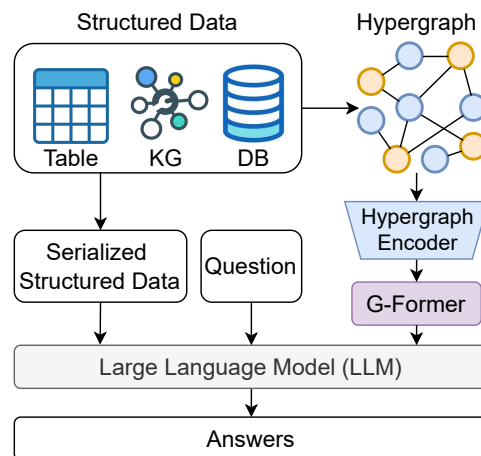 Structured Data
Hypergraph
Table
KG
DB
Hypergraph
Encoder
Serialized
Structured Data
Question
G-Former
Large Language Model (LLM)
Answers